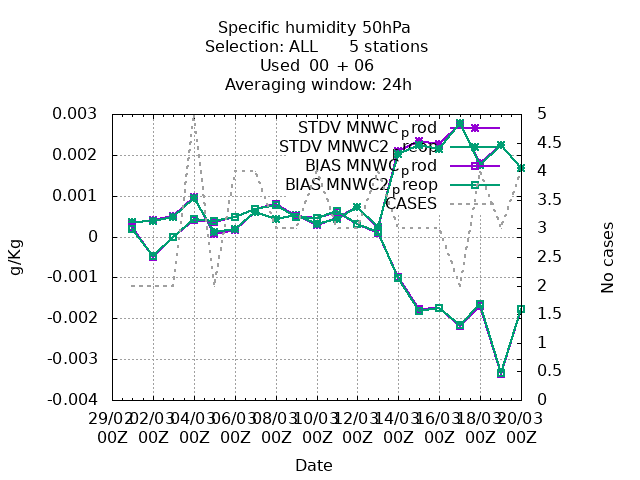 Specific humidity 50hPa
Selection: ALL 5 stations
Used 00 + 06
Averaging window: 24h
0.003
0.002
0.001
0
-0.001
-0.002
-0.003
-0.004
g/Kg
5
4.5
4
3.5
3
2.5
2
1.5
1
0.5
0
No cases
STDV MNWCprod
STDV MNWC2preop
BIAS MNWCprod
BIAS MNWC2preop
CASES
29/02 02/03 04/03 06/03 08/03 10/03 12/03 14/03 16/03 18/03 20/03
00Z 00Z 00Z 00Z 00Z 00Z 00Z 00Z 00Z 00Z 00Z
Date